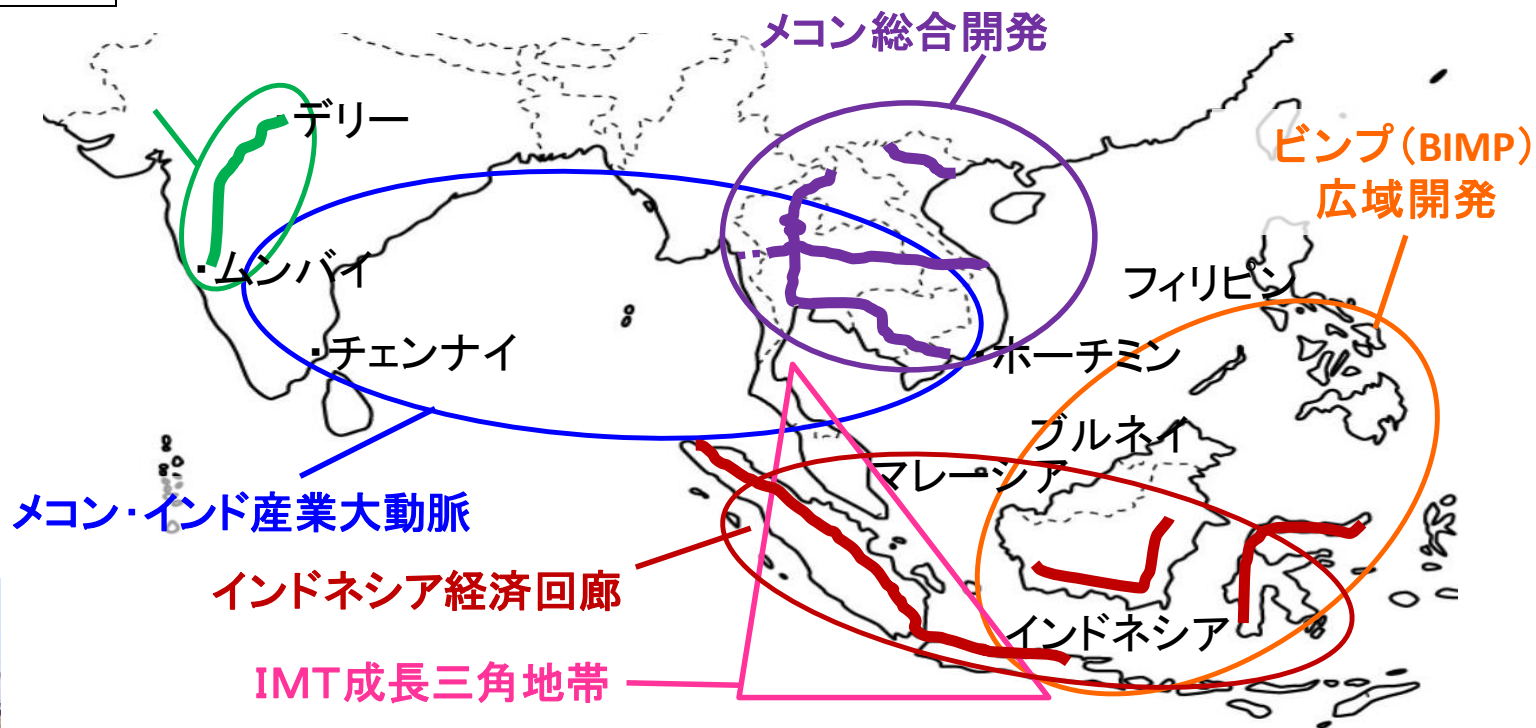 メコン総合開発
・デリー
ビンプ（BIMP）
広域開発
・ムンバイ
フィリピン
・チェンナイ
・ホーチミン
ブルネイ
マレーシア
メコン・インド産業大動脈
インドネシア経済回廊
インドネシア
IMT成長三角地帯